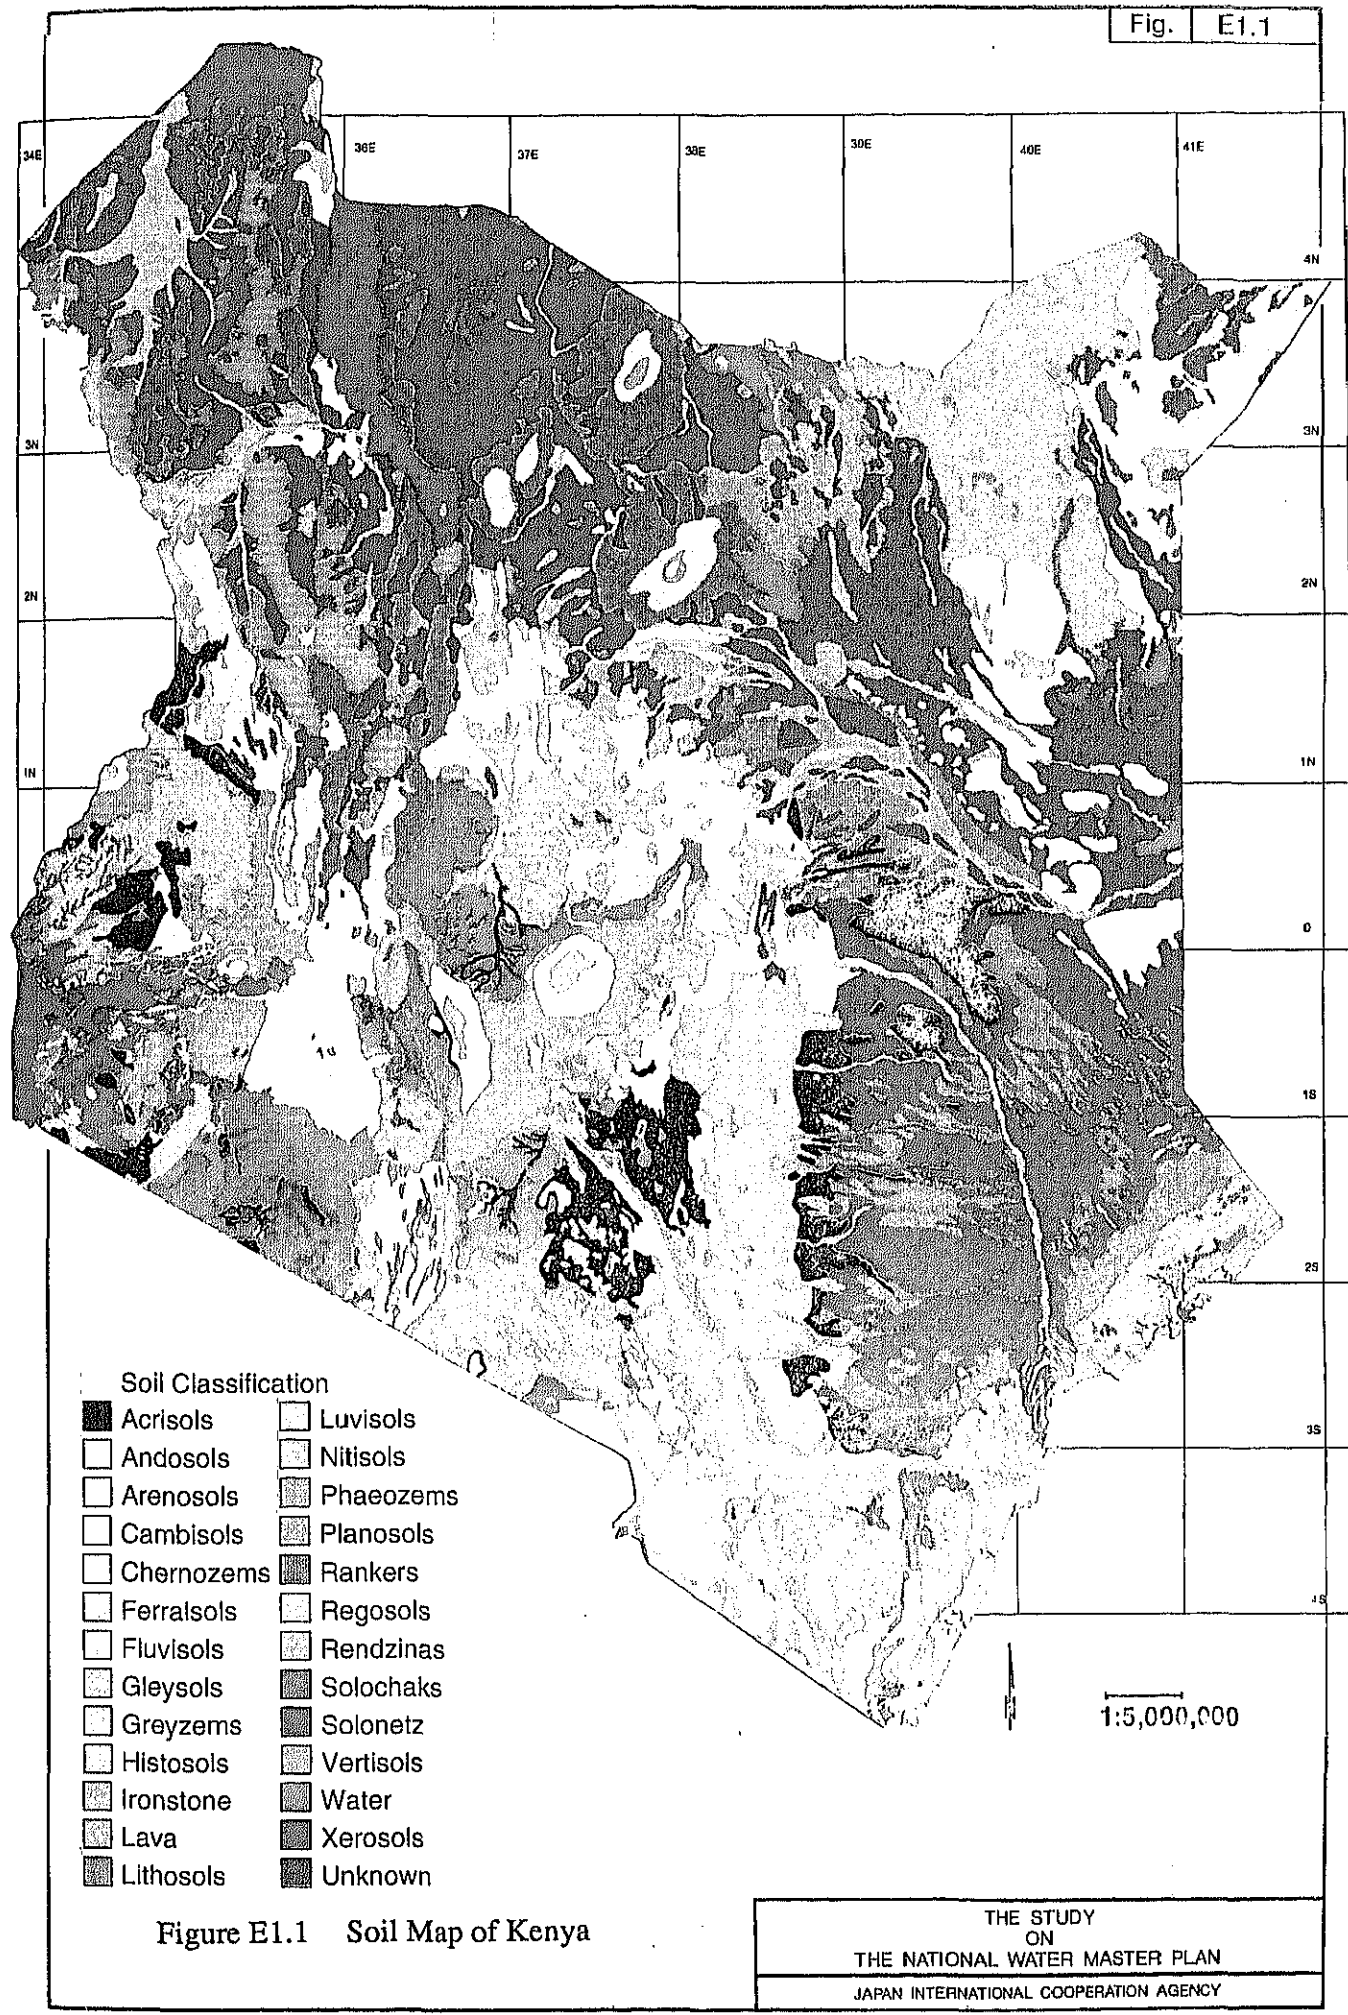 Fig. E1.1
34E 36E 37E 38E 39E 40E 41E
4N
3N 3N
2N 2N
1N 1N
0
1S
2S
3S
4S
Soil Classification
Acrisols
Andosols
Arenosols
Cambisols
Chernozems
Ferralsols
Fluvisols
Gleysols
Greyzems
Histosols
Ironstone
Lava
Lithosols
Luvisols
Nitisols
Phaeozems
Planosols
Rankers
Regosols
Rendzinas
Solochaks
Solonetz
Vertisols
Water
Xerosols
Unknown
1:5,000,000
Figure E1.1 Soil Map of Kenya
THE STUDY
ON
THE NATIONAL WATER MASTER PLAN
JAPAN INTERNATIONAL COOPERATION AGENCY